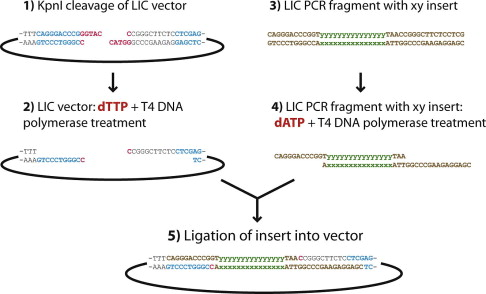 1) KpnI cleavage of LIC vector
-TTTCAGGGACCCGGGTAC CCGGGCTTCTCCTCGAG-
-AAAGTCCCTGGGCC CATGGGCCCGAAGAGGAGCTC-
2) LIC vector: dTTP + T4 DNA
polymerase treatment
-TTT CCGGGCTTCTCCTCGAG-
-AAAGTCCCTGGGCC TC-
3) LIC PCR fragment with xy insert
CAGGGACCCGGTyyyyyyyyyyyyyyyyTAACCGGGCTTCTCCTCG
GTCCCTGGGCCAxxxxxxxxxxxxxxxxATTGGCCCGAAGAGGAGC
4) LIC PCR fragment with xy insert:
dATP + T4 DNA polymerase treatment
CAGGGACCCGGTyyyyyyyyyyyyyyyyTAA
AxxxxxxxxxxxxxxxxATTGGCCCGAAGAGGAGC
5) Ligation of insert into vector
-TTTCAGGGACCCGGTyyyyyyyyyyyyyyyyTAACCGGGCTTCTCCTCGAG-
-AAAGTCCCTGGGCCAxxxxxxxxxxxxxxxxATTGGCCCGAAGAGGAGCTC-